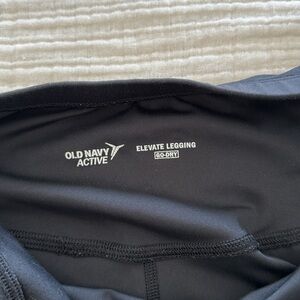 OLD NAVY
ACTIVE
ELEVATE LEGGING
GO-DRY